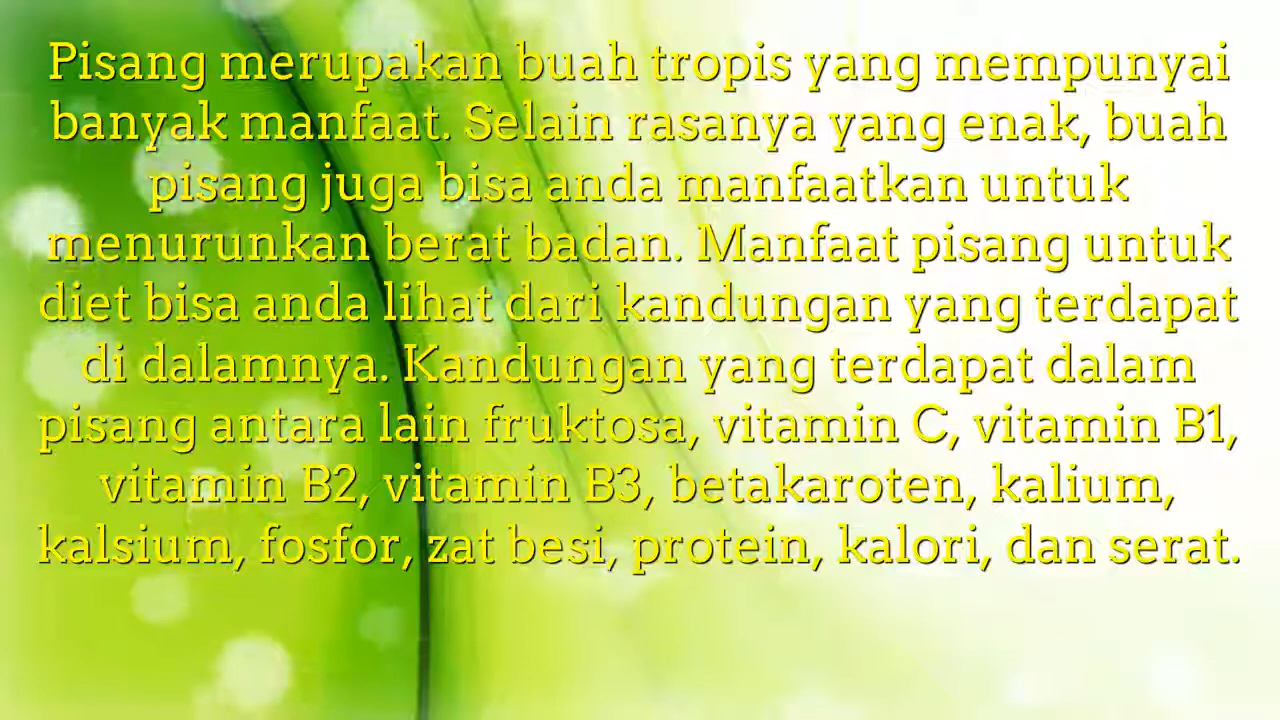 Pisang merupakan buah tropis yang mempunyai
banyak manfaat. Selain rasanya yang enak, buah
pisang juga bisa anda manfaatkan untuk
menurunkan berat badan. Manfaat pisang untuk
diet bisa anda lihat dari kandungan yang terdapat
di dalamnya. Kandungan yang terdapat dalam
pisang antara lain fruktosa, vitamin C, vitamin B1,
vitamin B2, vitamin B3, betakaroten, kalium,
kalsium, fosfor, zat besi, protein, kalori, dan serat.